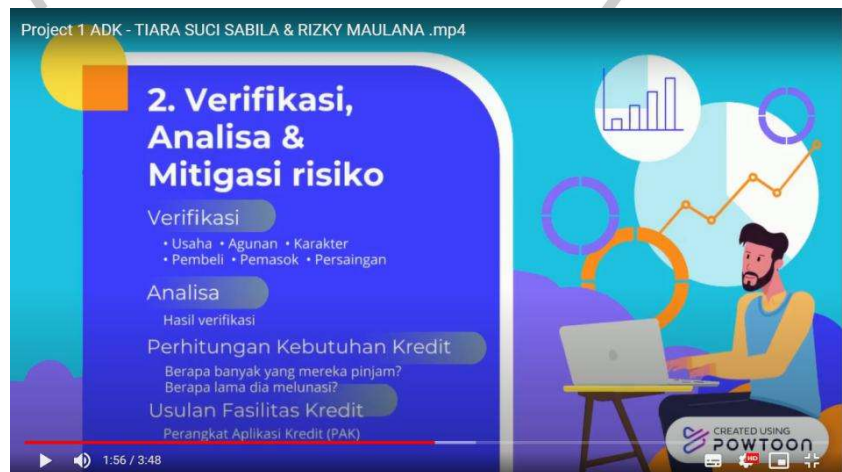 Project 1 ADK - TIARA SUCI SABILA & RIZKY MAULANA .mp4
2. Verifikasi,
Analisa &
Mitigasi risiko
Verifikasi
• Usaha • Agunan • Karakter
• Pembeli • Pemasok • Persaingan
Analisa
Hasil verifikasi
Perhitungan Kebutuhan Kredit
Berapa banyak yang mereka pinjam?
Berapa lama dia melunasi?
Usulan Fasilitas Kredit
Perangkat Aplikasi Kredit (PAK)
CREATED USING
POWTOON
1:56 / 3:48
HD